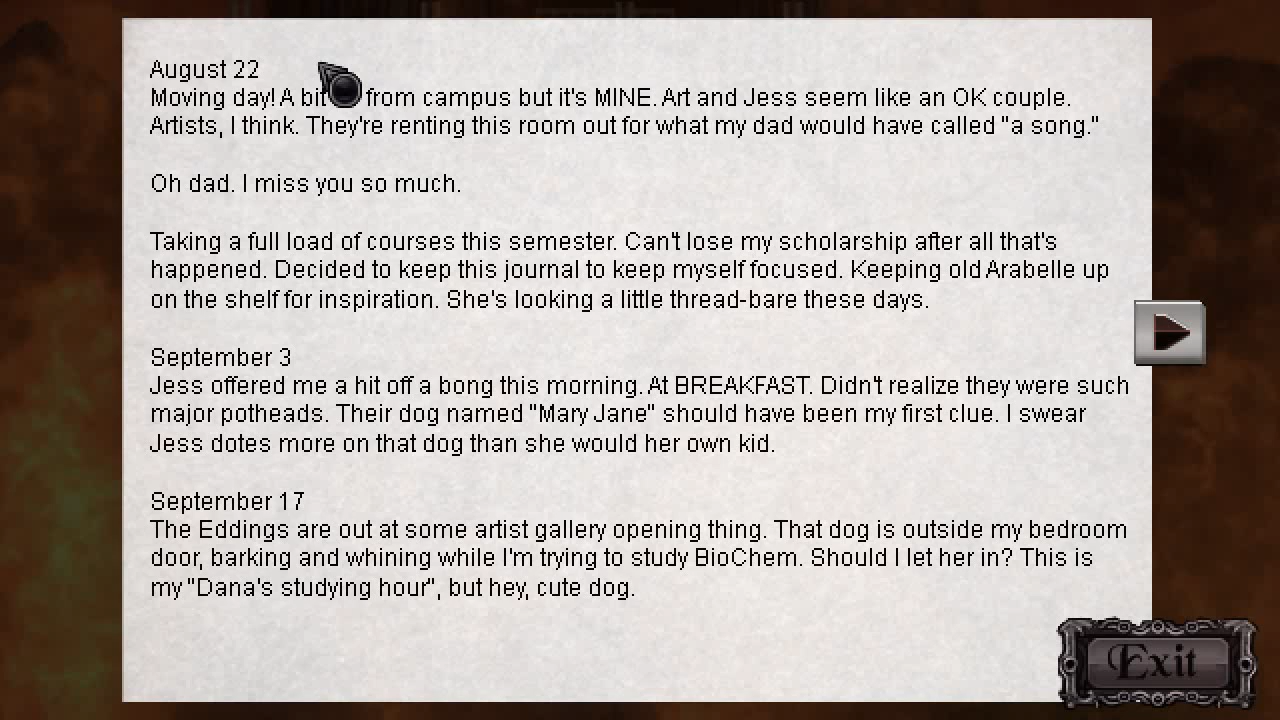 August 22
Moving day! A bit from campus but it's MINE. Art and Jess seem like an OK couple.
Artists, I think. They're renting this room out for what my dad would have called "a song."
Oh dad. I miss you so much.
Taking a full load of courses this semester. Can't lose my scholarship after all that's
happened. Decided to keep this journal to keep myself focused. Keeping old Arabelle up
on the shelf for inspiration. She's looking a little thread-bare these days.
September 3
Jess offered me a hit off a bong this morning. At BREAKFAST. Didn't realize they were such
major potheads. Their dog named "Mary Jane" should have been my first clue. I swear
Jess dotes more on that dog than she would her own kid.
September 17
The Eddings are out at some artist gallery opening thing. That dog is outside my bedroom
door, barking and whining while I'm trying to study BioChem. Should I let her in? This is
my "Dana's studying hour", but hey, cute dog.
Exit